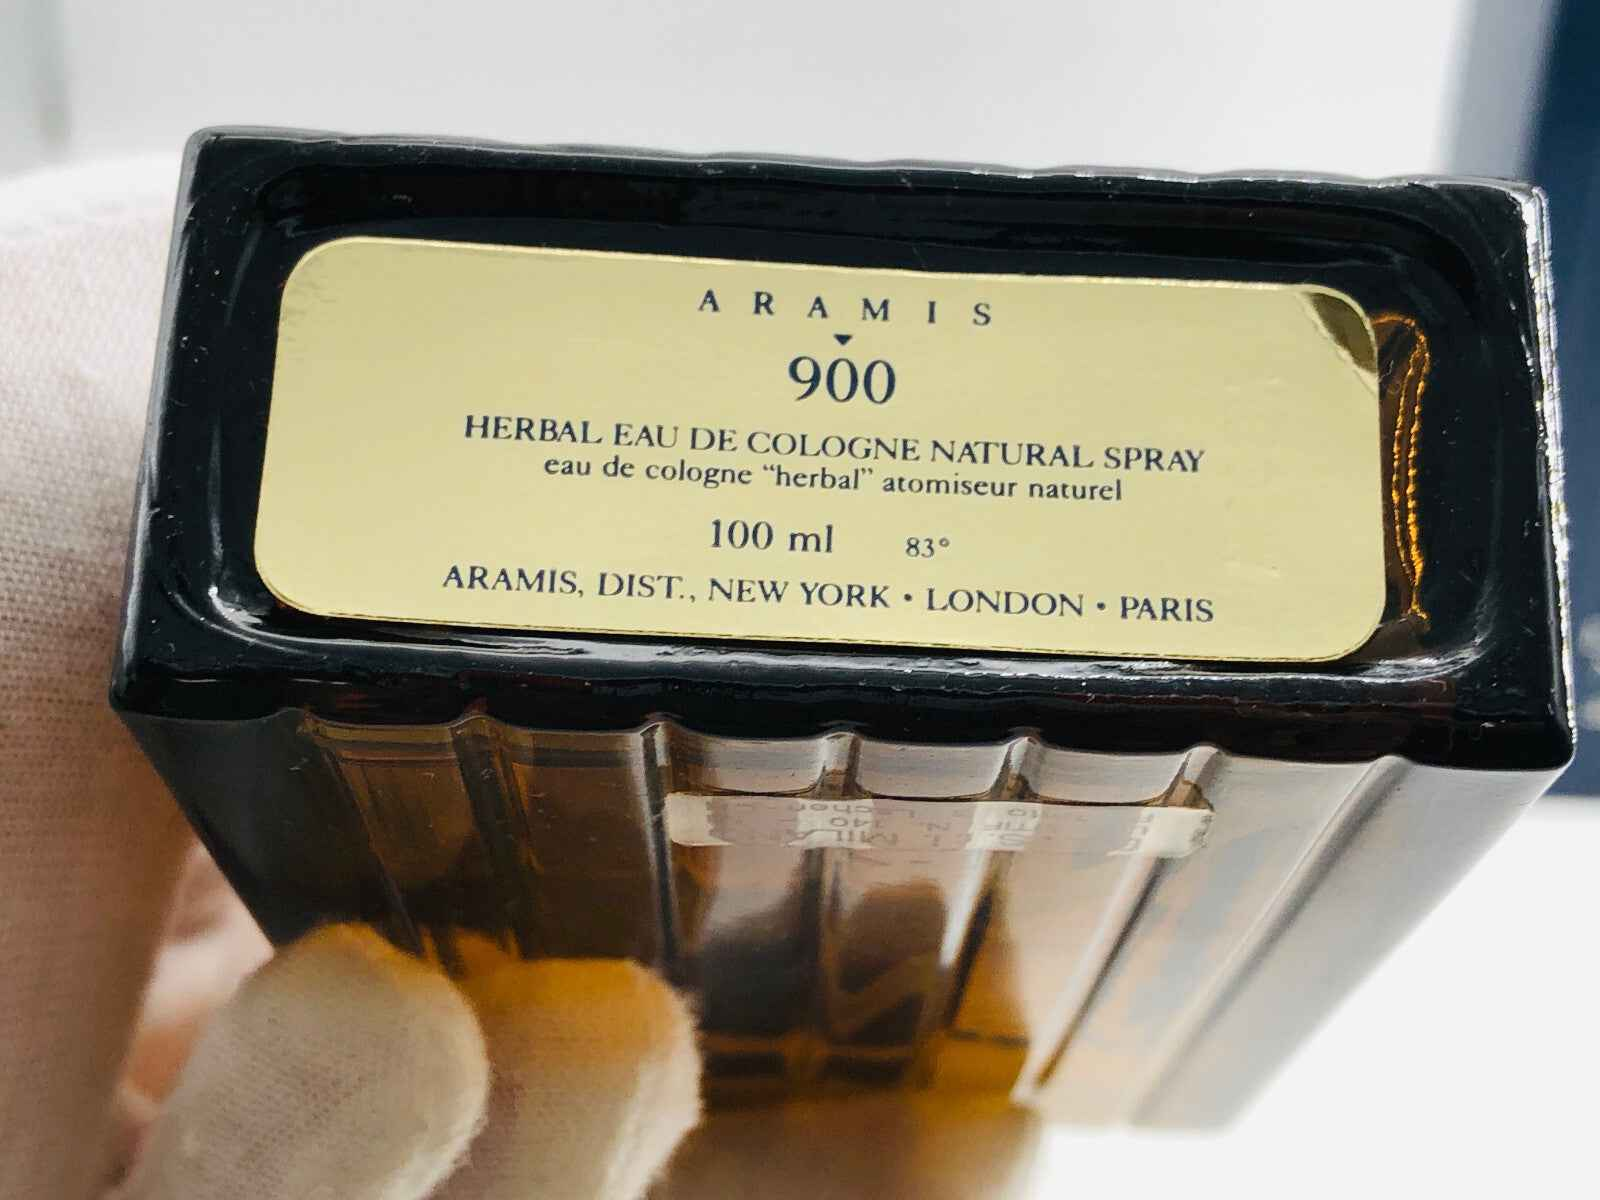 ARAMIS
900
HERBAL EAU DE COLOGNE NATURAL SPRAY
eau de cologne “herbal” atomiseur naturel
100 ml 83°
ARAMIS, DIST., NEW YORK • LONDON • PARIS